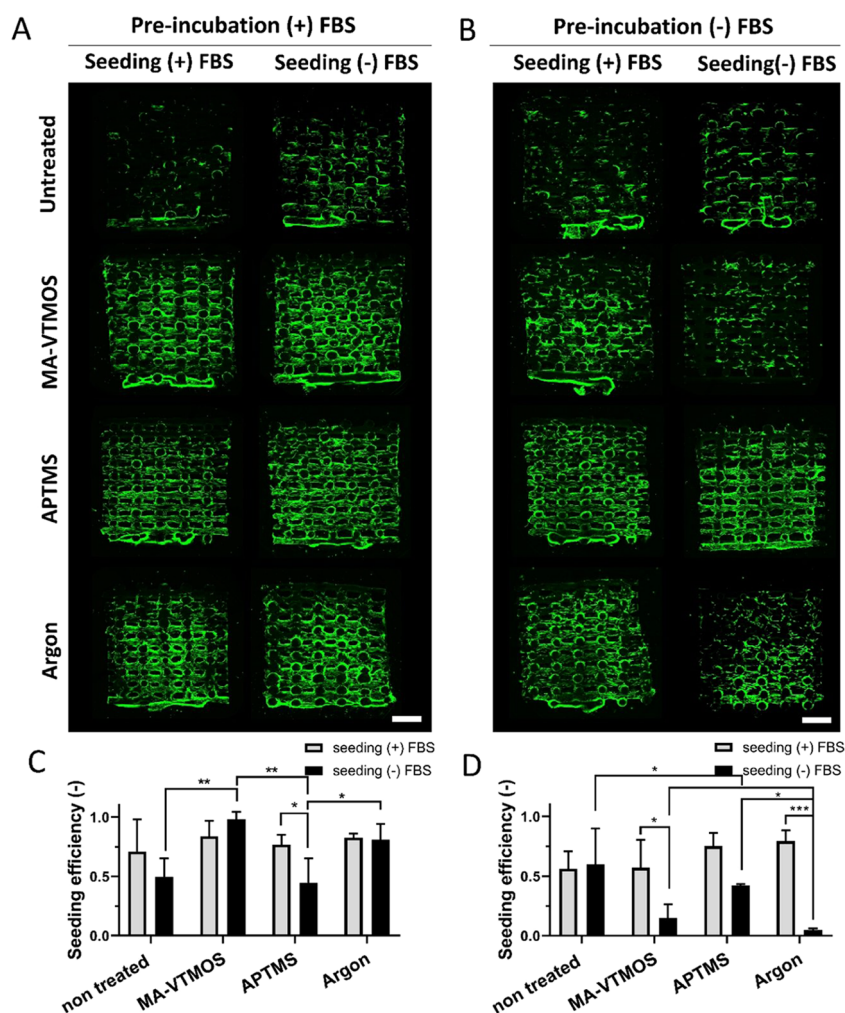 A
Pre-incubation (+) FBS
Seeding (+) FBS
Seeding (-) FBS
Untreated
MA-VTMOS
APTMS
Argon
B
Pre-incubation (-) FBS
Seeding (+) FBS
Seeding(-) FBS
C
seeding (+) FBS
seeding (-) FBS
Seeding efficiency (-)
1.0
0.5
0.0
**
**
*
*
non treated
MA-VTMOS
APTMS
Argon
D
seeding (+) FBS
seeding (-) FBS
Seeding efficiency (-)
1.0
0.5
0.0
*
*
*
***
non treated
MA-VTMOS
APTMS
Argon